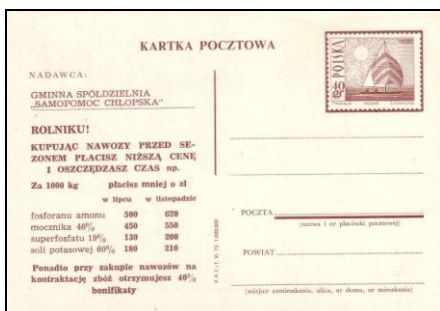 KARTKA POCZTOWA
POLSKA
40 gr
NADAWCA:
GMINNA SPÓŁDZIELNIA
„SAMOPOMOC CHŁOPSKA"
ROLNIKU!
KUPUJĄC NAWOZY PRZED SE-
ZONEM PŁACISZ NIŻSZĄ CENĘ
I OSZCZĘDZASZ CZAS np.
Za 1000 kg płacisz mniej o zł
w lipcu w listopadzie
fosforanu amonu 500 620
mocznika 46% 450 550
superfosfatu 19% 130 200
soli potasowej 60% 180 210
Ponadto przy zakupie nawozów na
kontraktację zbóż otrzymujesz 40%
bonifikaty
POCZTA
(nazwa i nr placówki pocztowej)
POWIAT
(miejsce zamieszkania, ulica, nr domu, nr mieszkania)